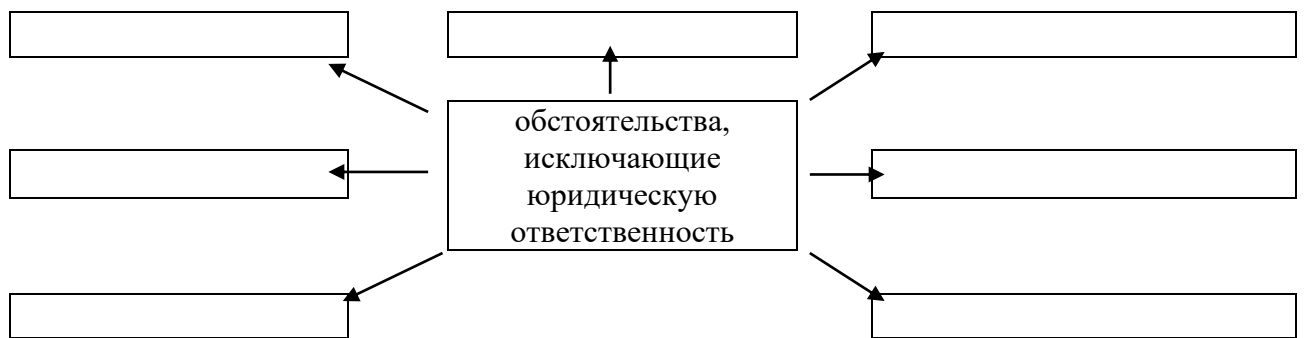 обстоятельства,
исключающие
юридическую
ответственность